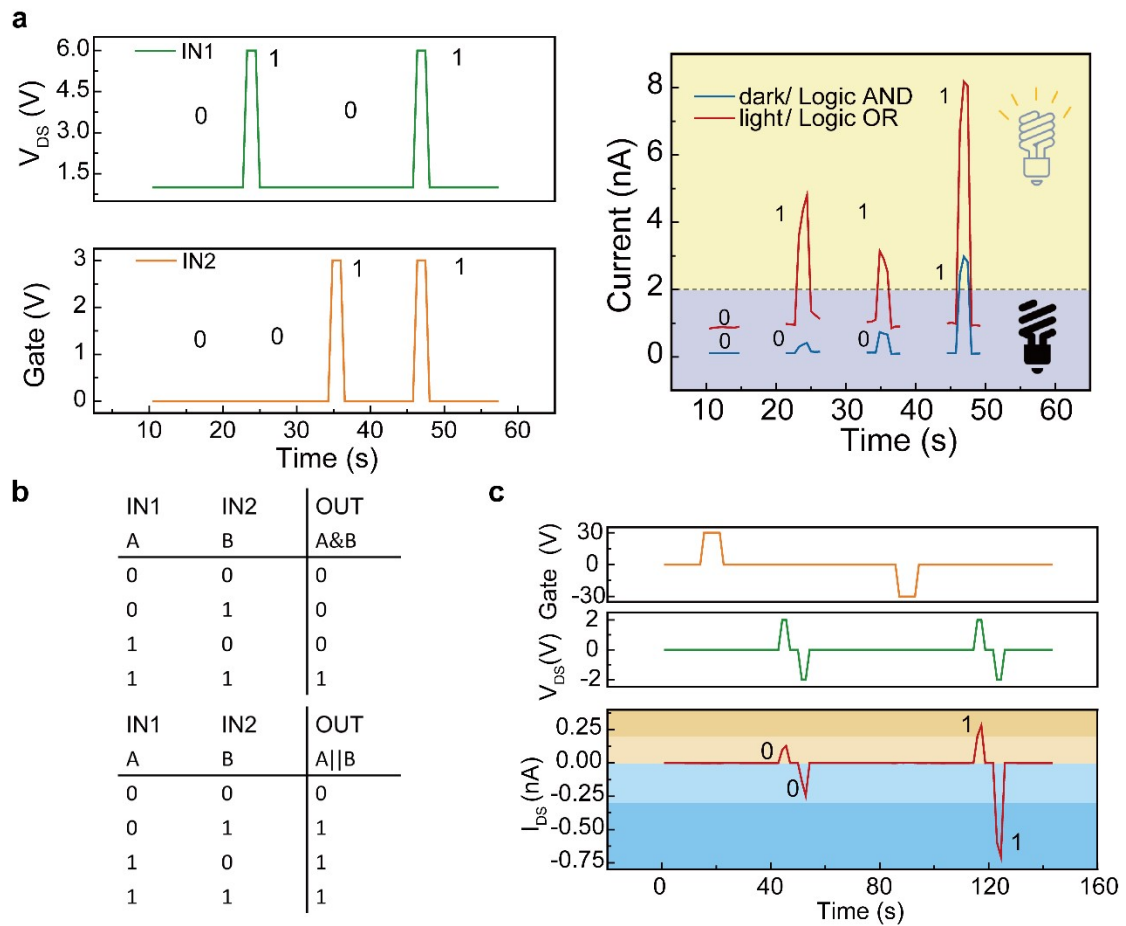 a
6.0
4.5
3.0
1.5
V_DS (V)
IN1
0
1
0
1
3
2
1
0
Gate (V)
IN2
0
0
1
1
10 20 30 40 50 60
Time (s)
8
6
4
2
0
Current (nA)
dark/ Logic AND
light/ Logic OR
0
0
1
0
1
0
1
1
10 20 30 40 50 60
Time (s)
b
IN1 IN2 OUT
A B A&B
0 0 0
0 1 0
1 0 0
1 1 1
IN1 IN2 OUT
A B A||B
0 0 0
0 1 1
1 0 1
1 1 1
c
30
0
-30
Gate (V)
2
0
-2
V_DS(V)
0.25
0.00
-0.25
-0.50
-0.75
I_DS (nA)
0
0
1
1
0 40 80 120 160
Time (s)